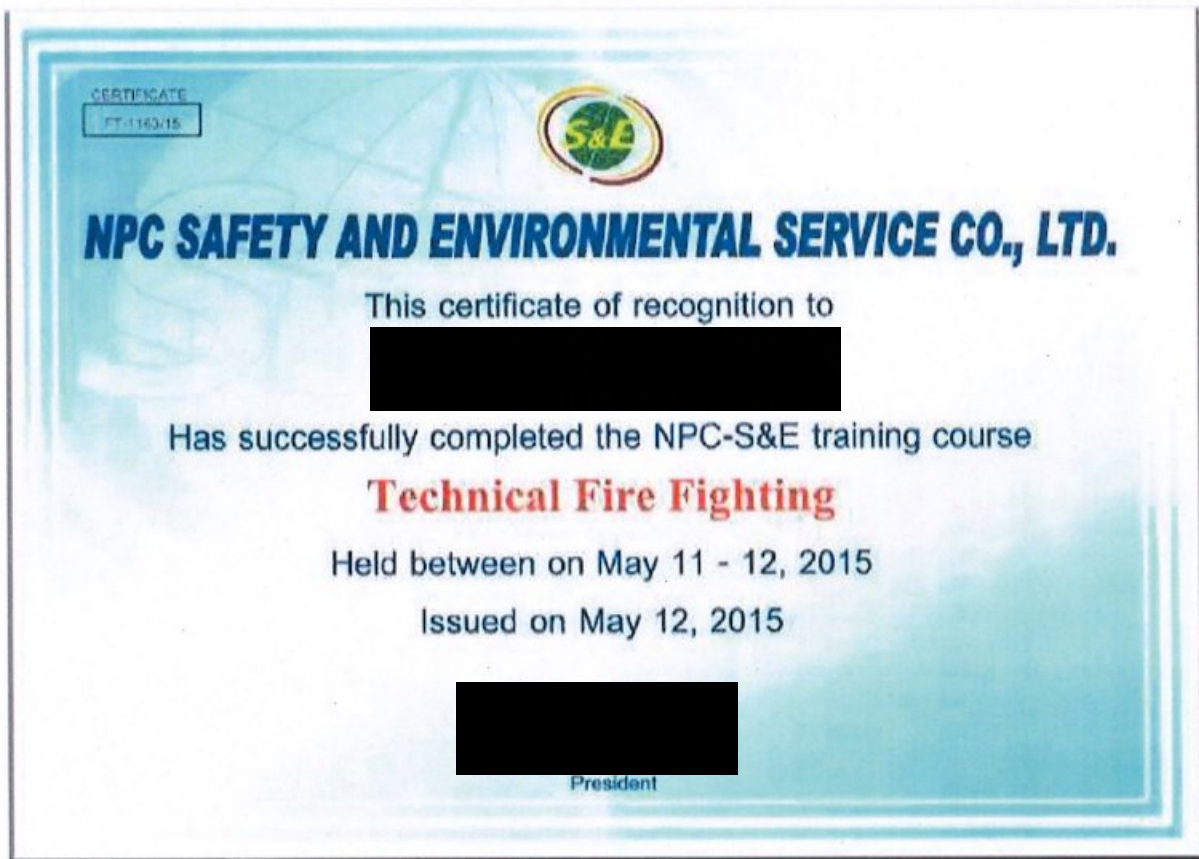 CERTIFICATE
FT-1163/15
S&E
NPC SAFETY AND ENVIRONMENTAL SERVICE CO., LTD.
This certificate of recognition to
Has successfully completed the NPC-S&E training course
Technical Fire Fighting
Held between on May 11 - 12, 2015
Issued on May 12, 2015
President